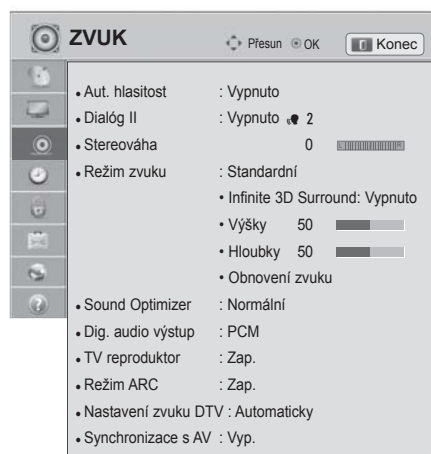 ZVUK Přesun OK Konec
• Aut. hlasitost : Vypnuto
• Dialóg II : Vypnuto 2
• Stereováha 0 L R
• Režim zvuku : Standardní
• Infinite 3D Surround: Vypnuto
• Výšky 50
• Hloubky 50
• Obnovení zvuku
• Sound Optimizer : Normální
• Dig. audio výstup : PCM
• TV reproduktor : Zap.
• Režim ARC : Zap.
• Nastavení zvuku DTV : Automaticky
• Synchronizace s AV : Vyp.